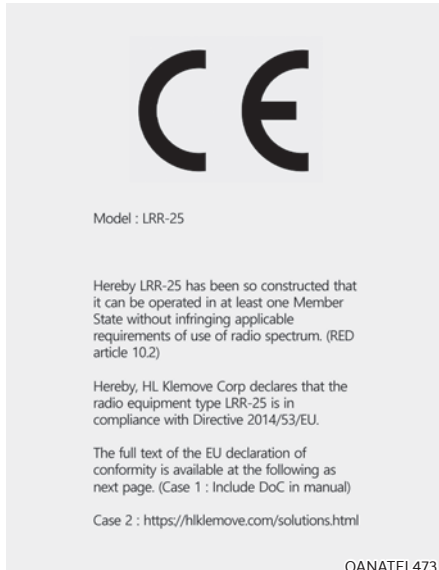 CE
Model : LRR-25
Hereby LRR-25 has been so constructed that
it can be operated in at least one Member
State without infringing applicable
requirements of use of radio spectrum. (RED
article 10.2)
Hereby, HL Klemove Corp declares that the
radio equipment type LRR-25 is in
compliance with Directive 2014/53/EU.
The full text of the EU declaration of
conformity is available at the following as
next page. (Case 1 : Include DoC in manual)
Case 2 : https://hlklemove.com/solutions.html
OANATEL473